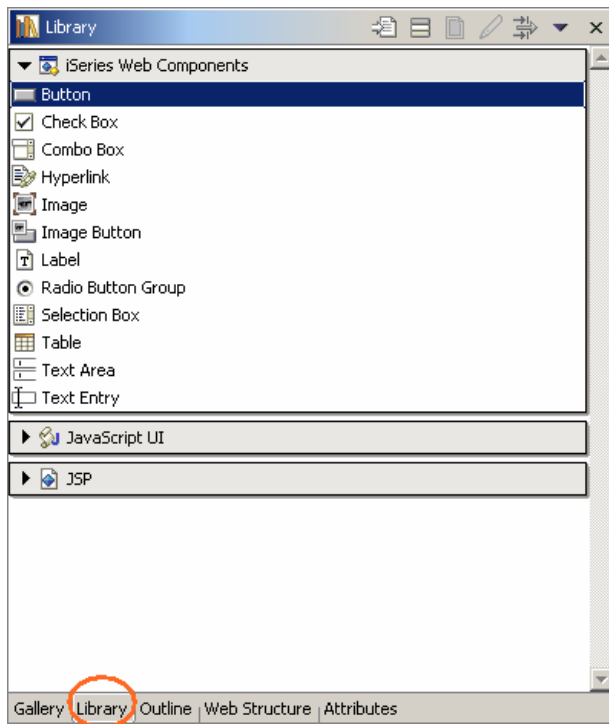 Library
iSeries Web Components
Button
Check Box
Combo Box
Hyperlink
Image
Image Button
Label
Radio Button Group
Selection Box
Table
Text Area
Text Entry
JavaScript UI
JSP
Gallery Library Outline Web Structure Attributes